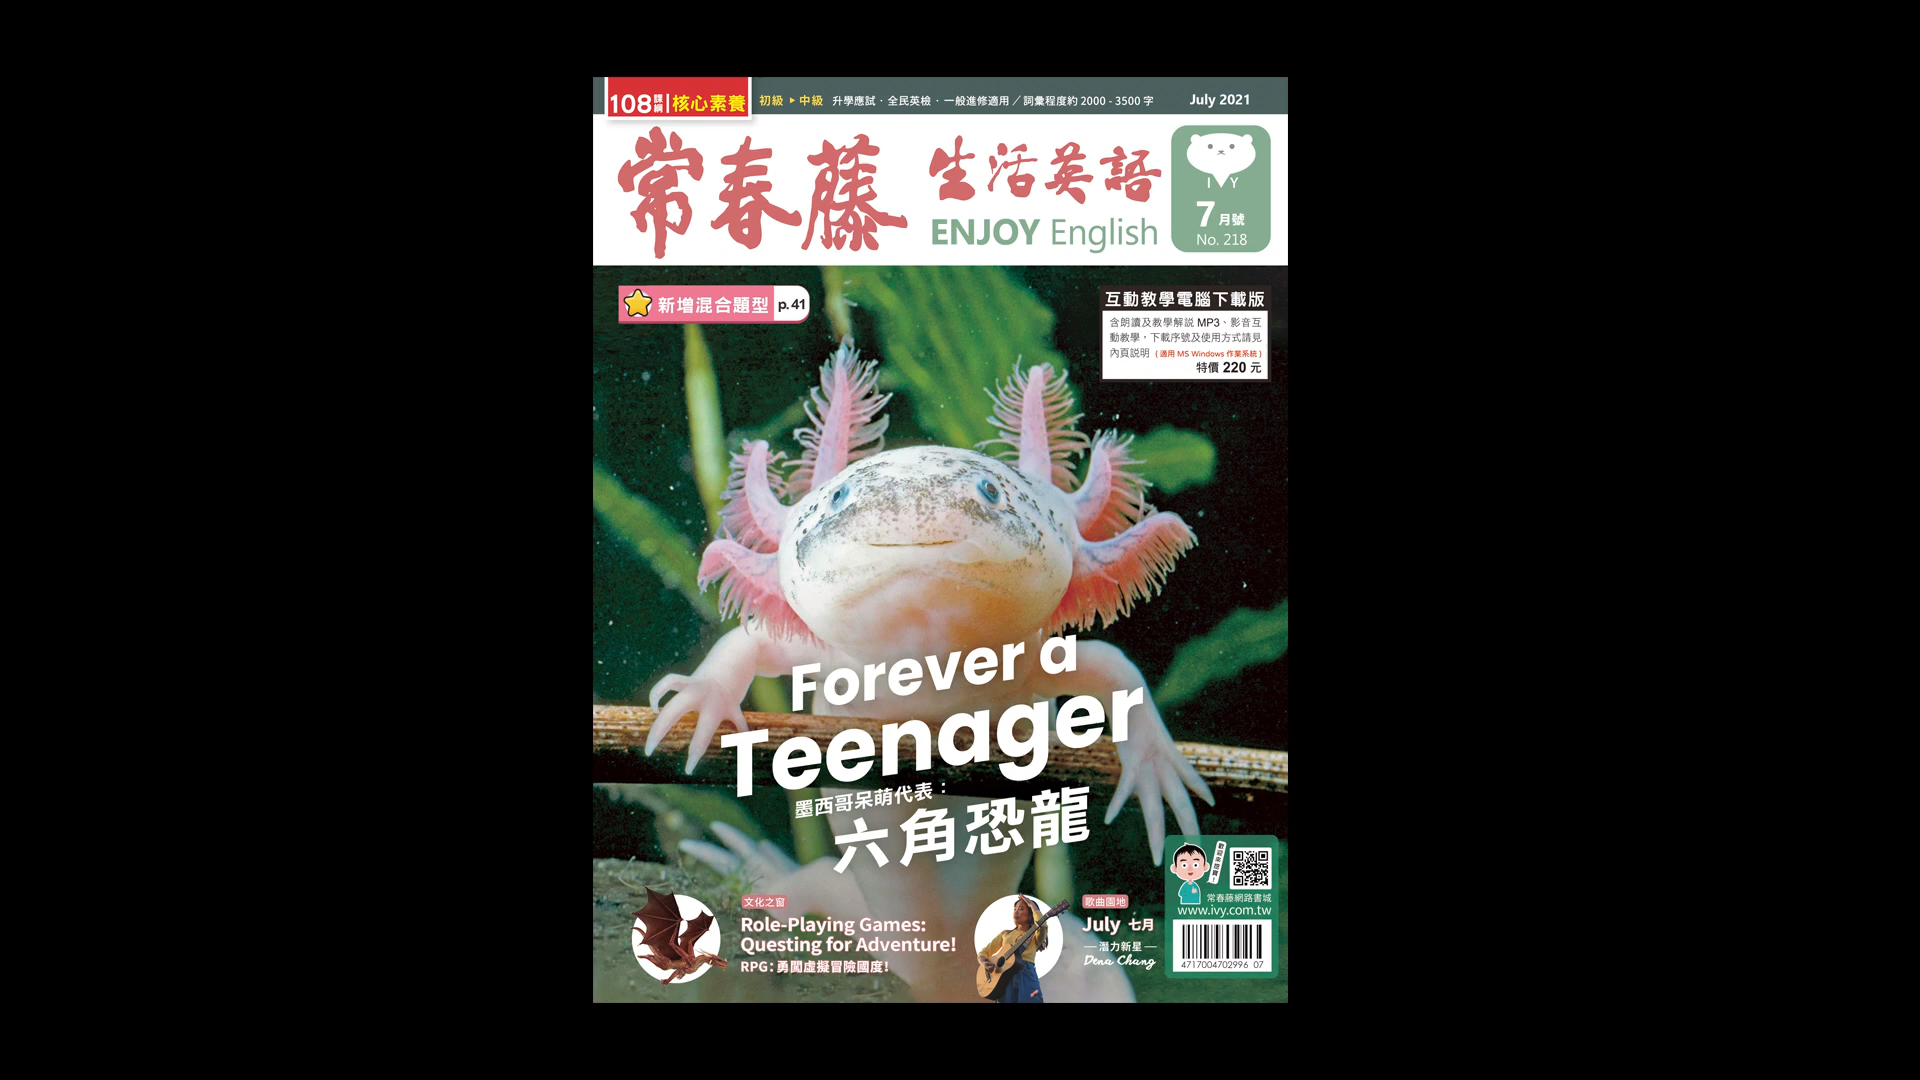 108課綱|核心素養
初級▸中級 升學應試·全民英檢·一般進修適用／詞彙程度約 2000 - 3500 字
July 2021
常春藤 生活英語
ENJOY English
IVY
7月號
No. 218
新增混合題型 p.41
互動教學電腦下載版
含朗讀及教學解説 MP3、影音互
動教學，下載序號及使用方式請見
內頁説明 (適用 MS Windows 作業系統)
特價 220 元
Forever a
Teenager
墨西哥呆萌代表：
六角恐龍
文化之窗
Role-Playing Games:
Questing for Adventure!
RPG：勇闖虛擬冒險國度！
歌曲園地
July 七月
—潛力新星—
Dena Chang
歡迎來挖寶！
常春藤網路書城
www.ivy.com.tw
4717004702996 07